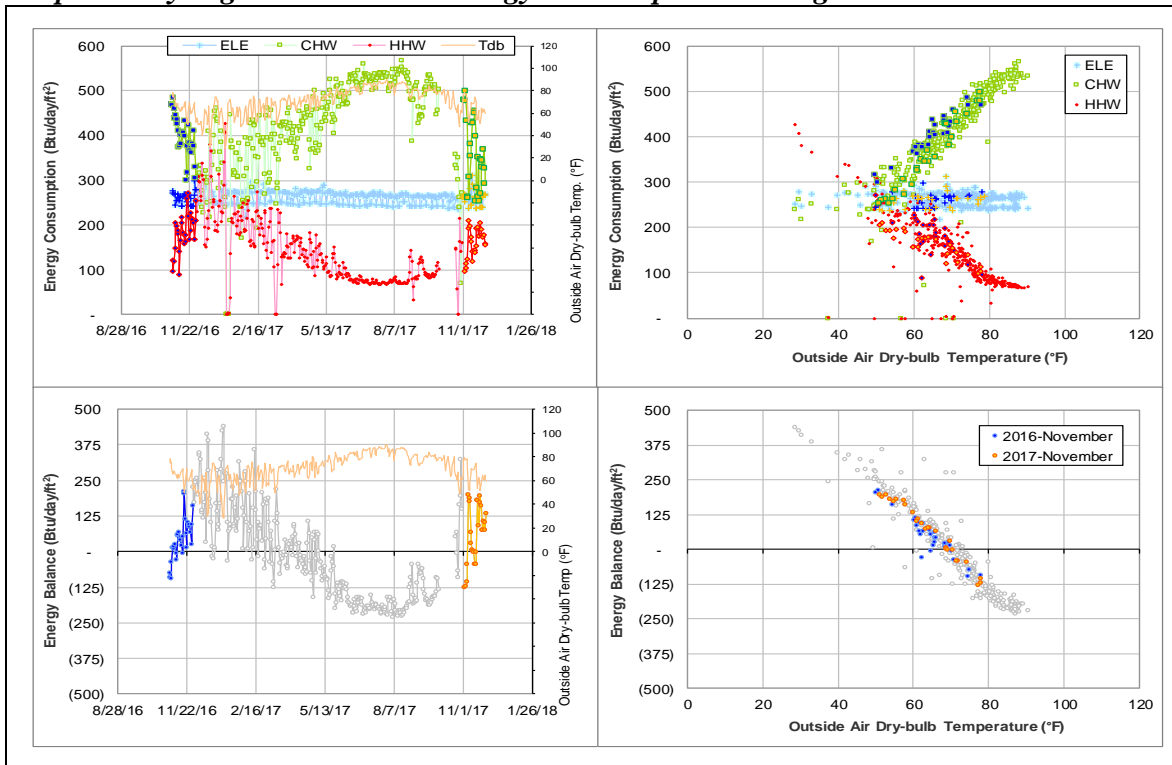 ELE CHW HHW Tdb
Energy Consumption (Btu/day/ft²)
600
500
400
300
200
100
-
120
100
80
60
40
20
0
Outside Air Dry-bulb Temp. (°F)
8/28/16 11/22/16 2/16/17 5/13/17 8/7/17 11/1/17 1/26/18
Energy Consumption (Btu/day/ft²)
600
500
400
300
200
100
-
ELE
CHW
HHW
0 20 40 60 80 100 120
Outside Air Dry-bulb Temperature (°F)
Energy Balance (Btu/day/ft²)
500
375
250
125
-
(125)
(250)
(375)
(500)
120
100
80
60
40
20
0
Outside Air Dry-bulb Temp (°F)
8/28/16 11/22/16 2/16/17 5/13/17 8/7/17 11/1/17 1/26/18
Energy Balance (Btu/day/ft²)
500
375
250
125
-
(125)
(250)
(375)
(500)
2016-November
2017-November
0 20 40 60 80 100 120
Outside Air Dry-bulb Temperature (°F)